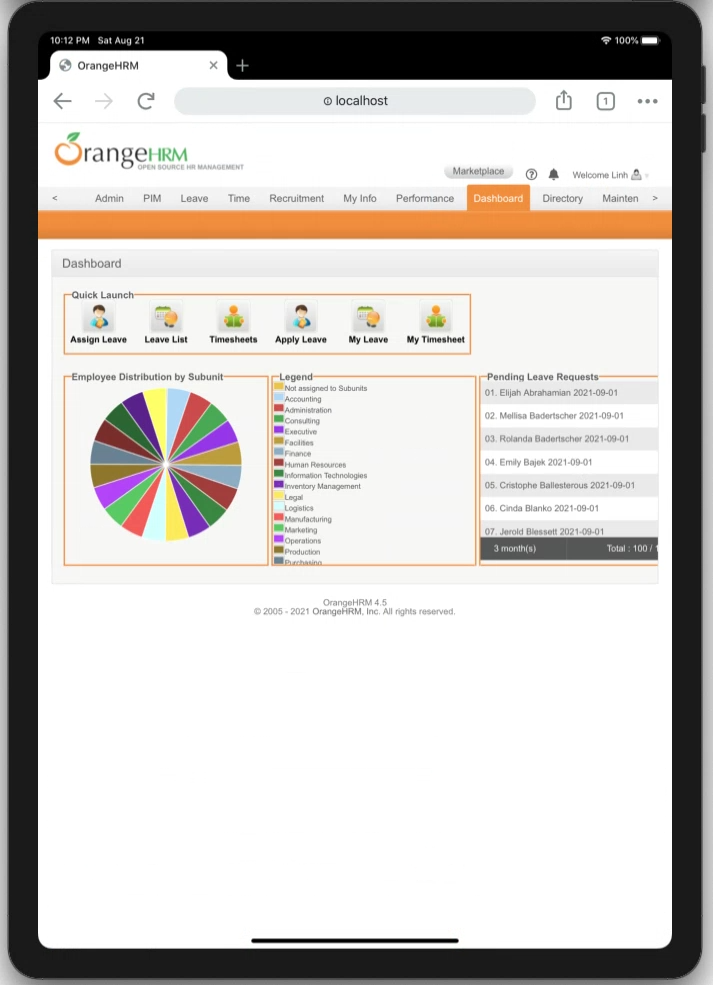 10:12 PM Sat Aug 21
100%
OrangeHRM
localhost
1
OrangeHRM
OPEN SOURCE HR MANAGEMENT
Marketplace
Welcome Linh
< Admin PIM Leave Time Recruitment My Info Performance Dashboard Directory Mainten >
Dashboard
Quick Launch
Assign Leave Leave List Timesheets Apply Leave My Leave My Timesheet
Employee Distribution by Subunit
Legend
Not assigned to Subunits
Accounting
Administration
Consulting
Executive
Facilities
Finance
Human Resources
Information Technologies
Inventory Management
Legal
Logistics
Manufacturing
Marketing
Operations
Production
Purchasing
Pending Leave Requests
01. Elijah Abrahamian 2021-09-01
02. Mellisa Badertscher 2021-09-01
03. Rolanda Badertscher 2021-09-01
04. Emily Bajek 2021-09-01
05. Cristophe Ballesterous 2021-09-01
06. Cinda Blanko 2021-09-01
07. Jerold Blessett 2021-09-01
3 month(s) Total : 100 / 1
OrangeHRM 4.5
© 2005 - 2021 OrangeHRM, Inc. All rights reserved.